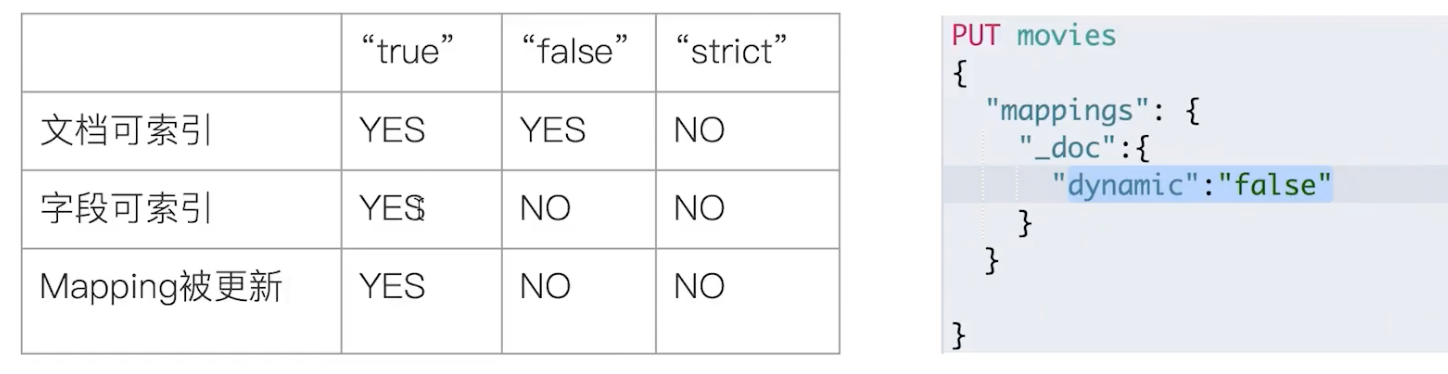 “true” “false” “strict”
文档可索引 YES YES NO
字段可索引 YES NO NO
Mapping被更新 YES NO NO
PUT movies
{
"mappings": {
"_doc":{
"dynamic":"false"
}
}
}